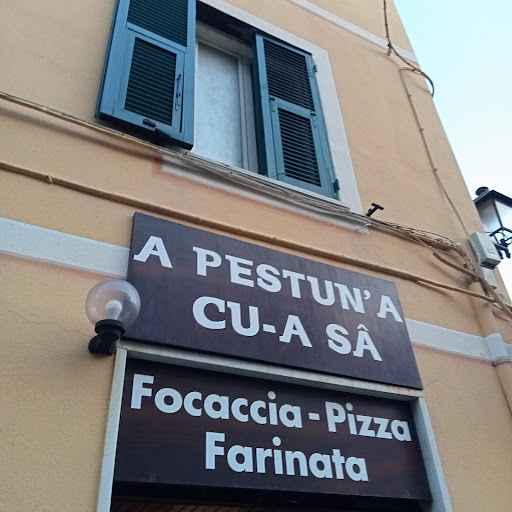 A PESTUN'A
CU-A SÂ
Focaccia - Pizza
Farinata